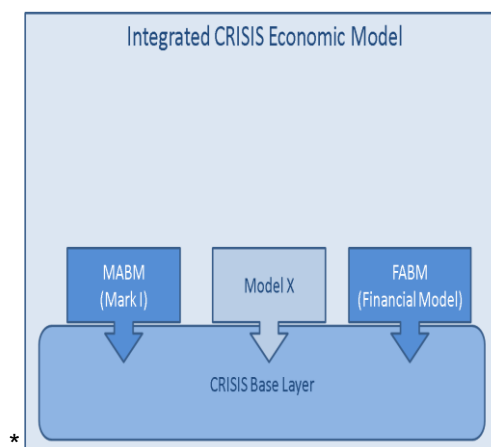 Integrated CRISIS Economic Model
MABM
(Mark I)
Model X
FABM
(Financial Model)
CRISIS Base Layer
*